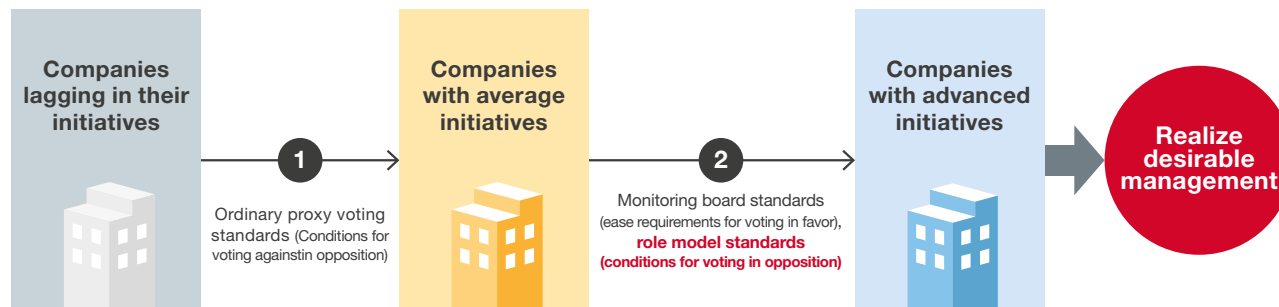 Companies
lagging in their
initiatives
1
Ordinary proxy voting
standards (Conditions for
voting againstin opposition)
Companies
with average
initiatives
2
Monitoring board standards
(ease requirements for voting in favor),
role model standards
(conditions for voting in opposition)
Companies
with advanced
initiatives
Realize
desirable
management